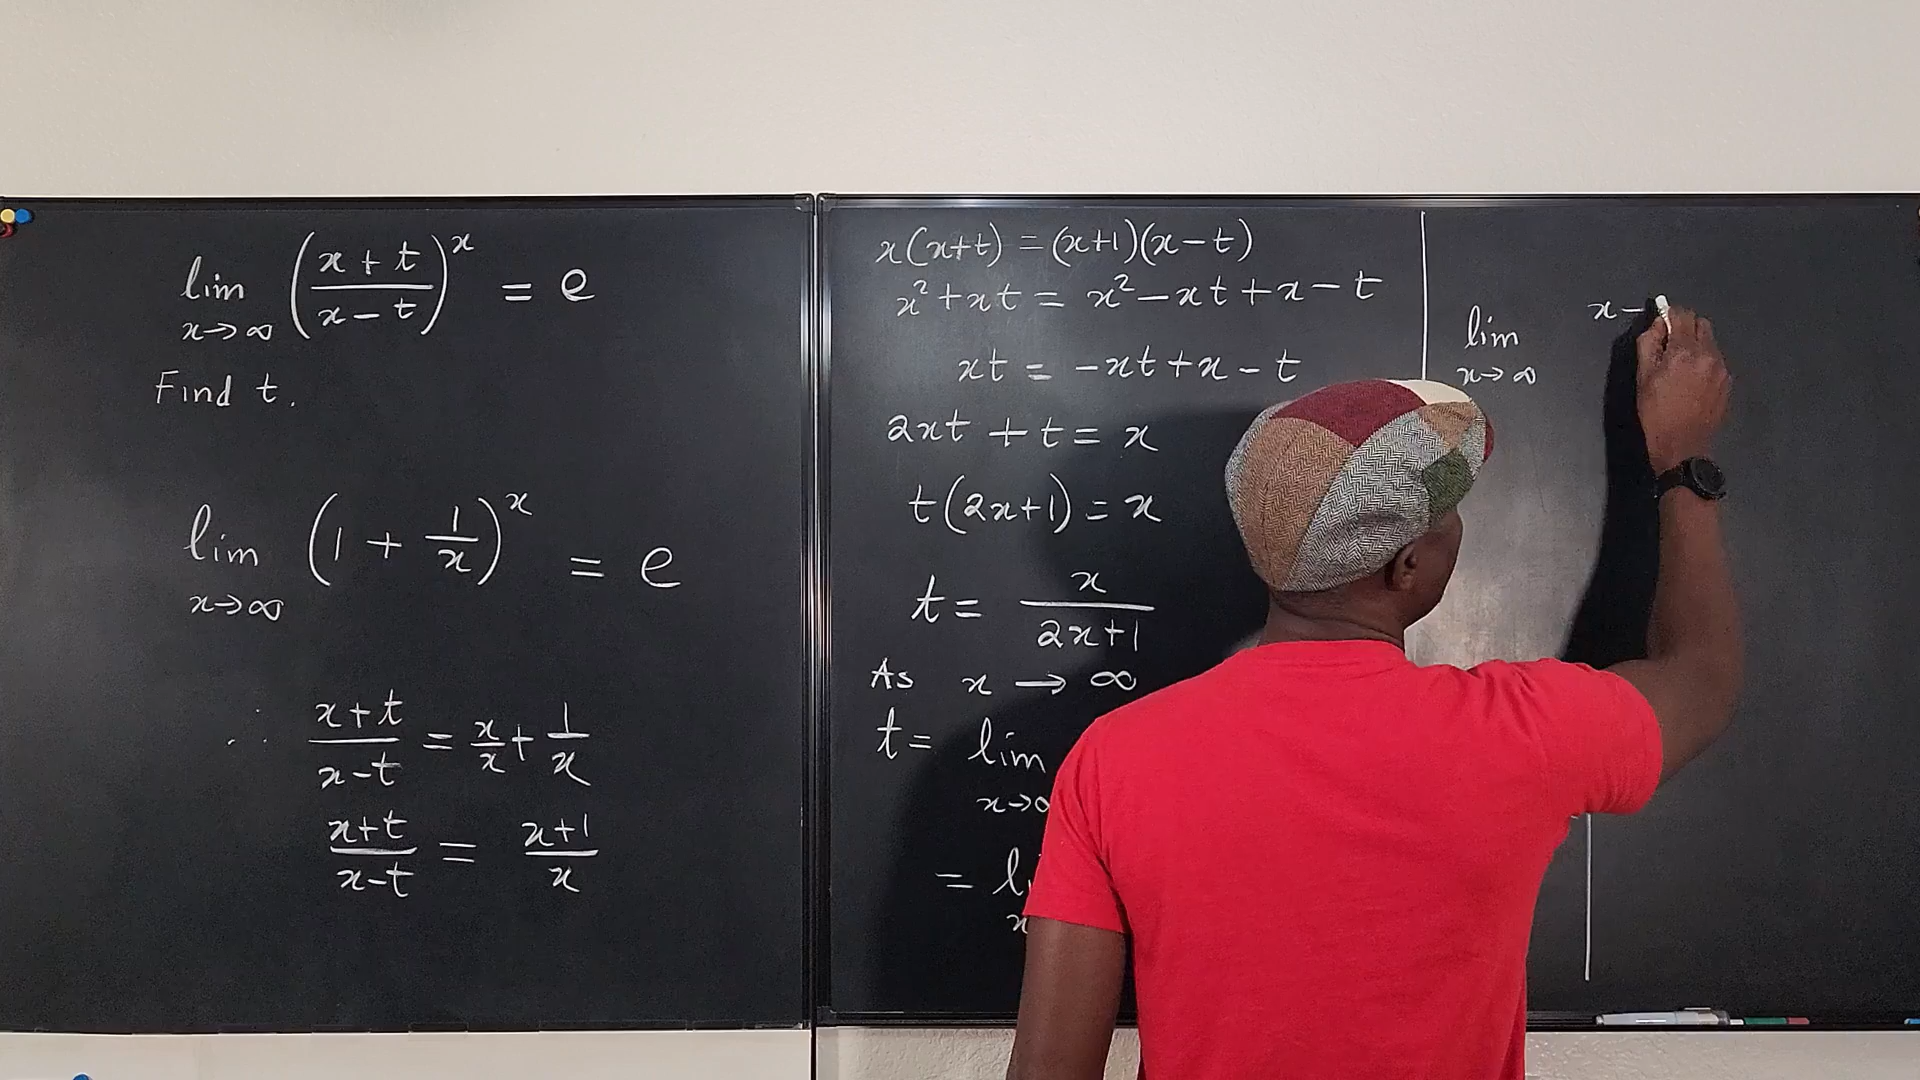 lim x→∞ (x+t / x-t)^x = e
Find t.
lim x→∞ (1 + 1/x)^x = e
∴ x+t / x-t = x/x + 1/x
x+t / x-t = x+1 / x
x(x+t) = (x+1)(x-t)
x² + xt = x² - xt + x - t
xt = -xt + x - t
2xt + t = x
t(2x+1) = x
t = x / 2x+1
As x → ∞
t = lim x→
=
lim x→∞ x-